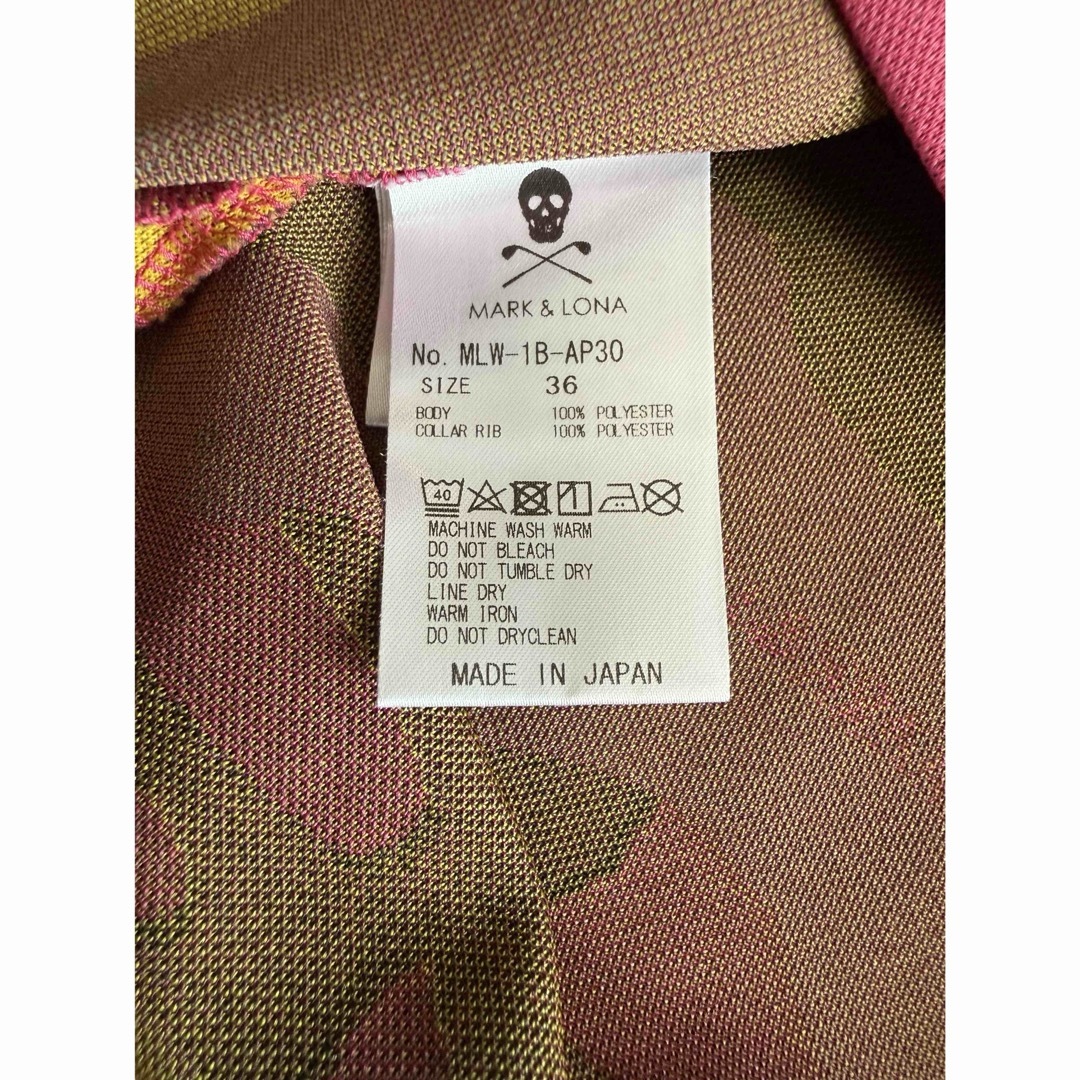 MARK & LONA
No. MLW-1B-AP30
SIZE 36
BODY 100% POLYESTER
COLLAR RIB 100% POLYESTER
40
MACHINE WASH WARM
DO NOT BLEACH
DO NOT TUMBLE DRY
LINE DRY
WARM IRON
DO NOT DRYCLEAN
MADE IN JAPAN